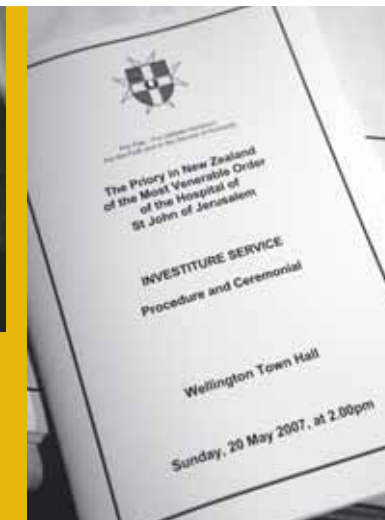 The Priory in New Zealand
of the Most Venerable Order
of the Hospital of
St John of Jerusalem
INVESTITURE SERVICE
Procedure and Ceremonial
Wellington Town Hall
Sunday, 20 May 2007, at 2.00pm